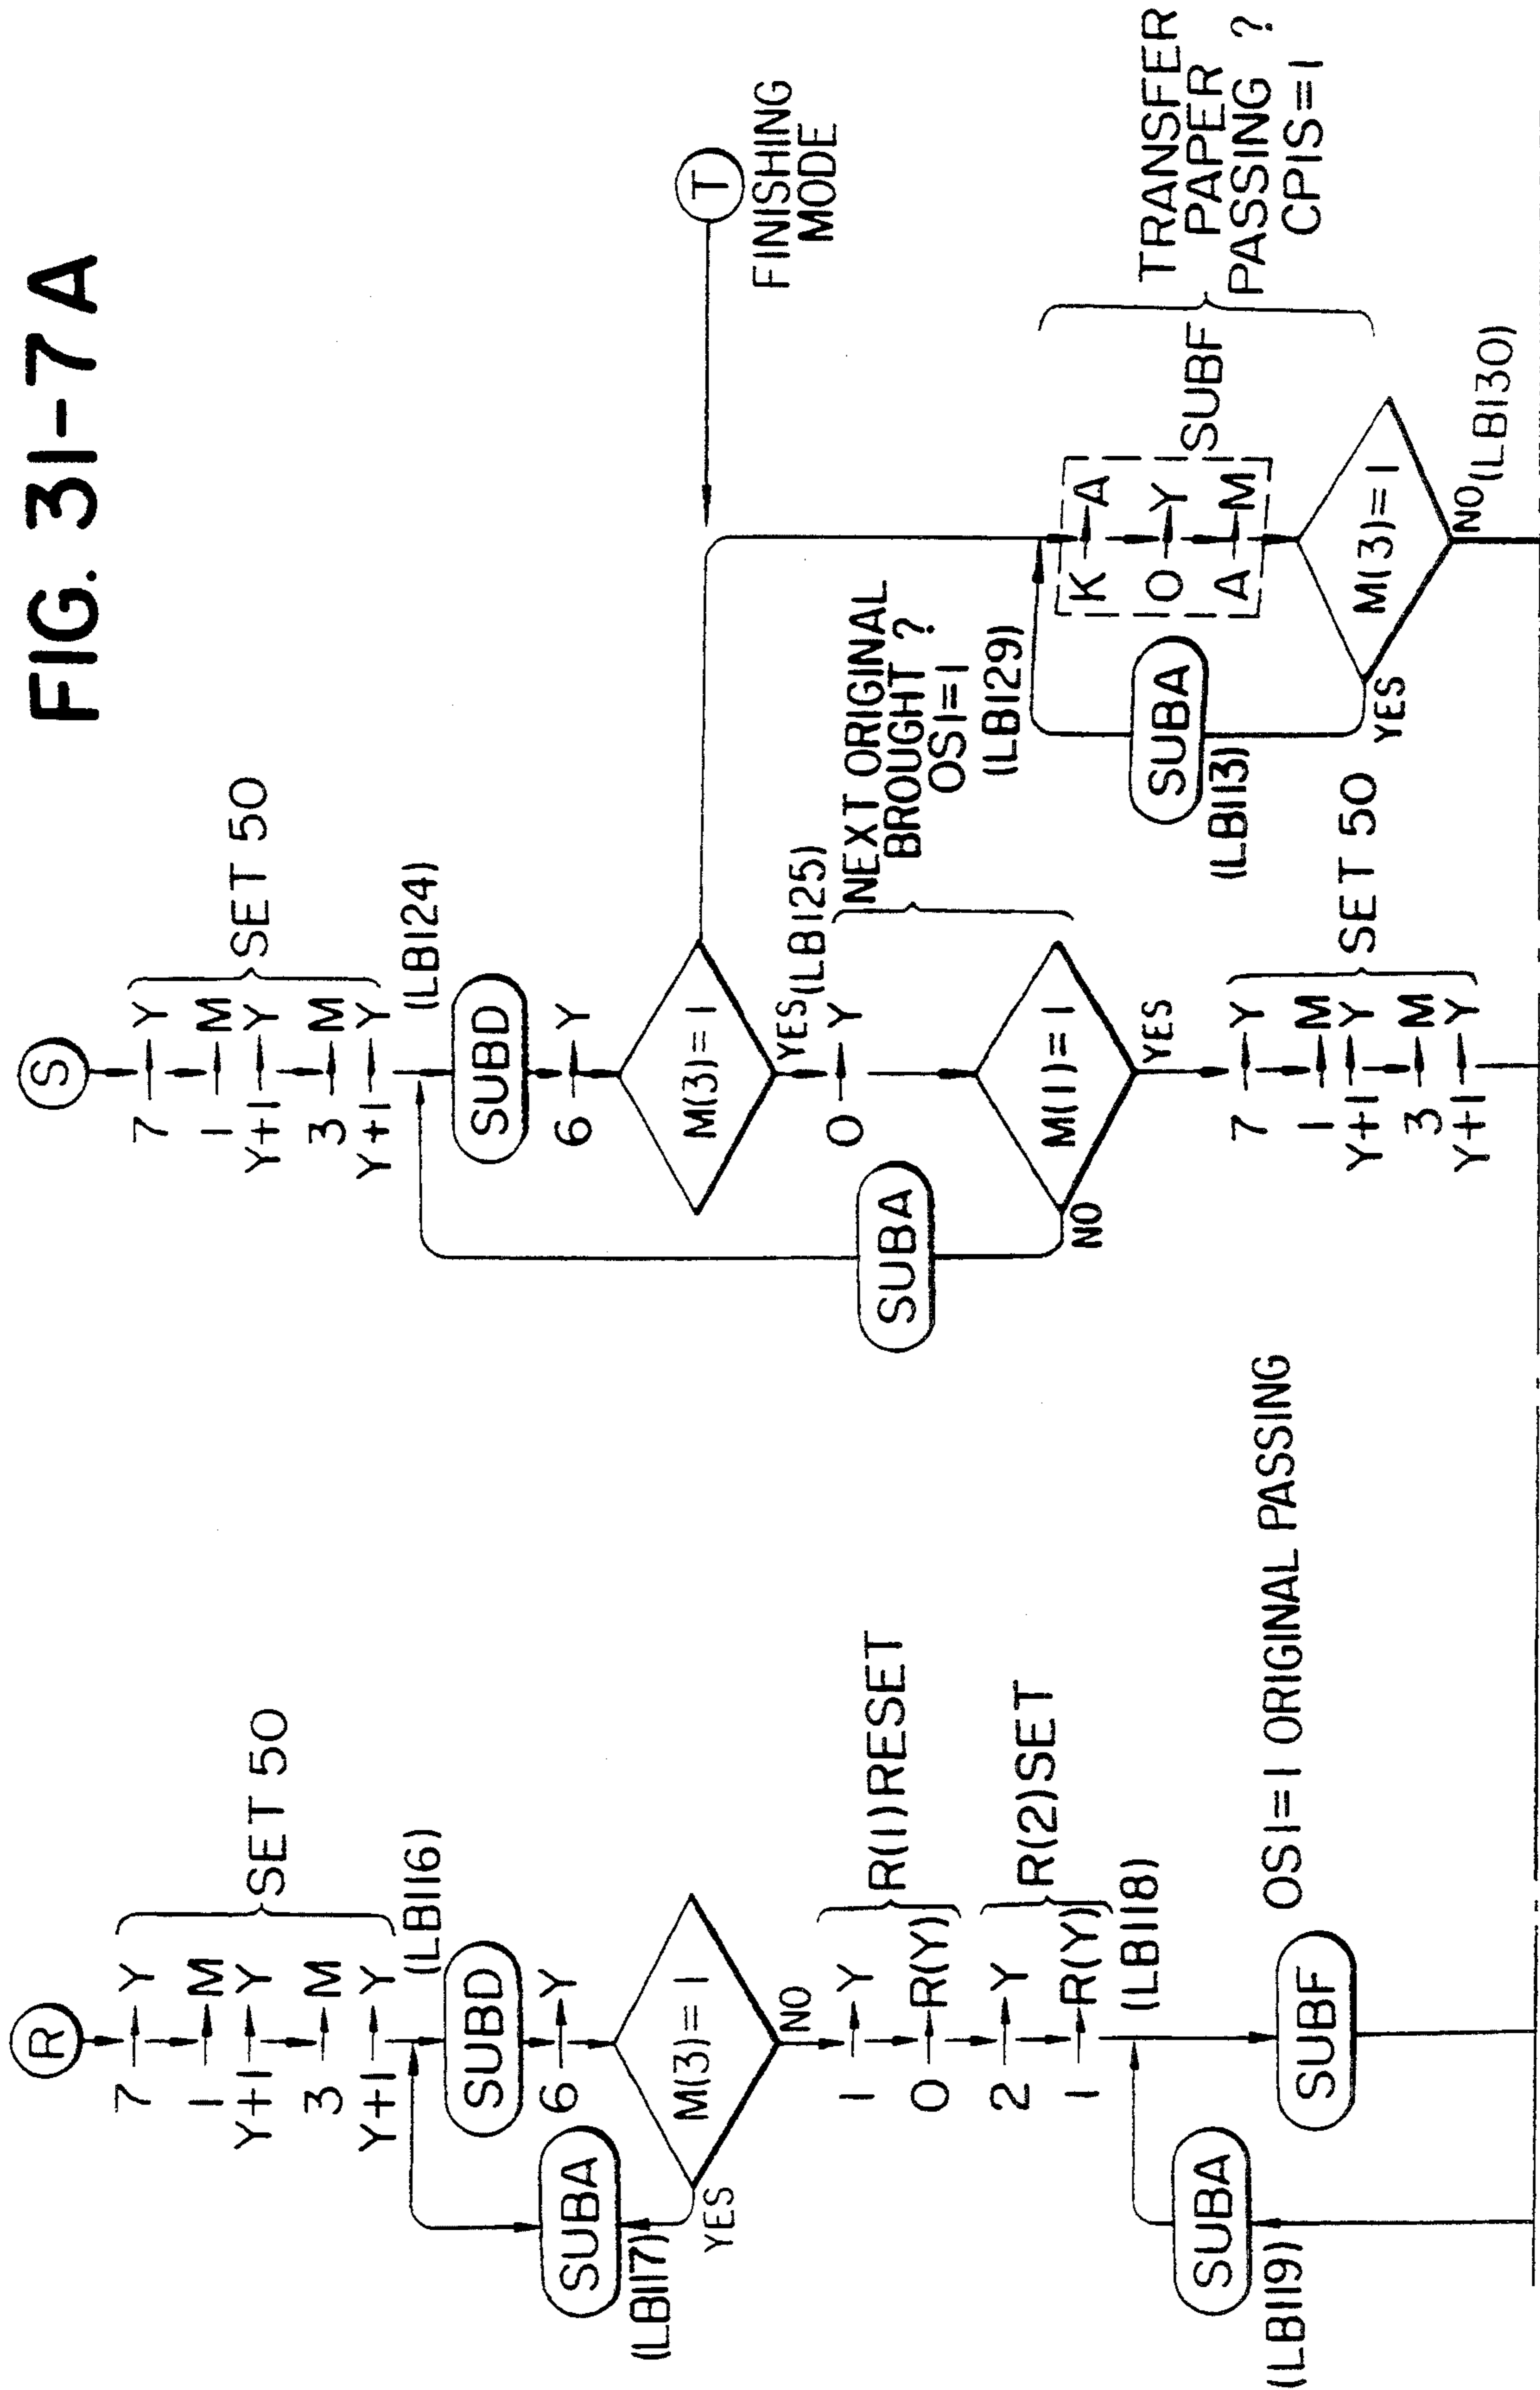 FIG. 31-7A
R
7 → Y
1 → M
Y+1 → Y
3 → M
Y+1 → Y
SET 50
(LB116)
SUBD
6 → Y
M(3)=1
YES
SUBA
(LB117)
NO
1 → Y
0 → R(Y)
R(1) RESET
2 → Y
1 → R(Y)
R(2) SET
(LB118)
SUBF
OS1=1 ORIGINAL PASSING
SUBA
(LB119)
S
7 → Y
1 → M
Y+1 → Y
3 → M
Y+1 → Y
SET 50
(LB124)
SUBD
6 → Y
M(3)=1
YES
(LB125)
0 → Y
NEXT ORIGINAL
BROUGHT ?
OS1=1
M(1)=1
NO
SUBA
YES
7 → Y
1 → M
Y+1 → Y
3 → M
Y+1 → Y
SET 50
T
FINISHING
MODE
(LB129)
K → A
0 → Y
A → M
SUBF
TRANSFER
PAPER
PASSING ?
CPIS=1
M(3)=1
YES
SUBA
(LB113)
NO
(LB130)